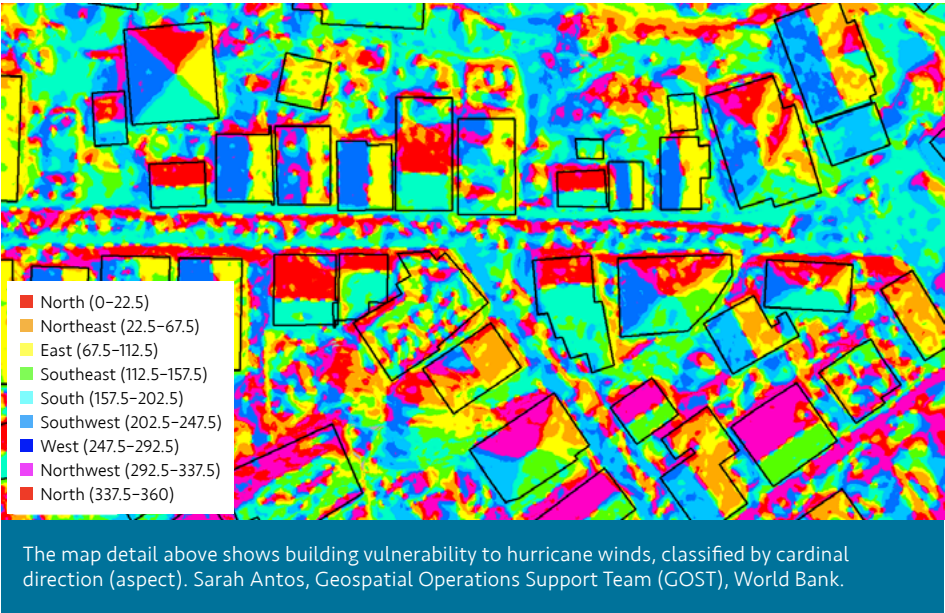 North (0–22.5)
Northeast (22.5–67.5)
East (67.5–112.5)
Southeast (112.5–157.5)
South (157.5–202.5)
Southwest (202.5–247.5)
West (247.5–292.5)
Northwest (292.5–337.5)
North (337.5–360)
The map detail above shows building vulnerability to hurricane winds, classified by cardinal
direction (aspect). Sarah Antos, Geospatial Operations Support Team (GOST), World Bank.